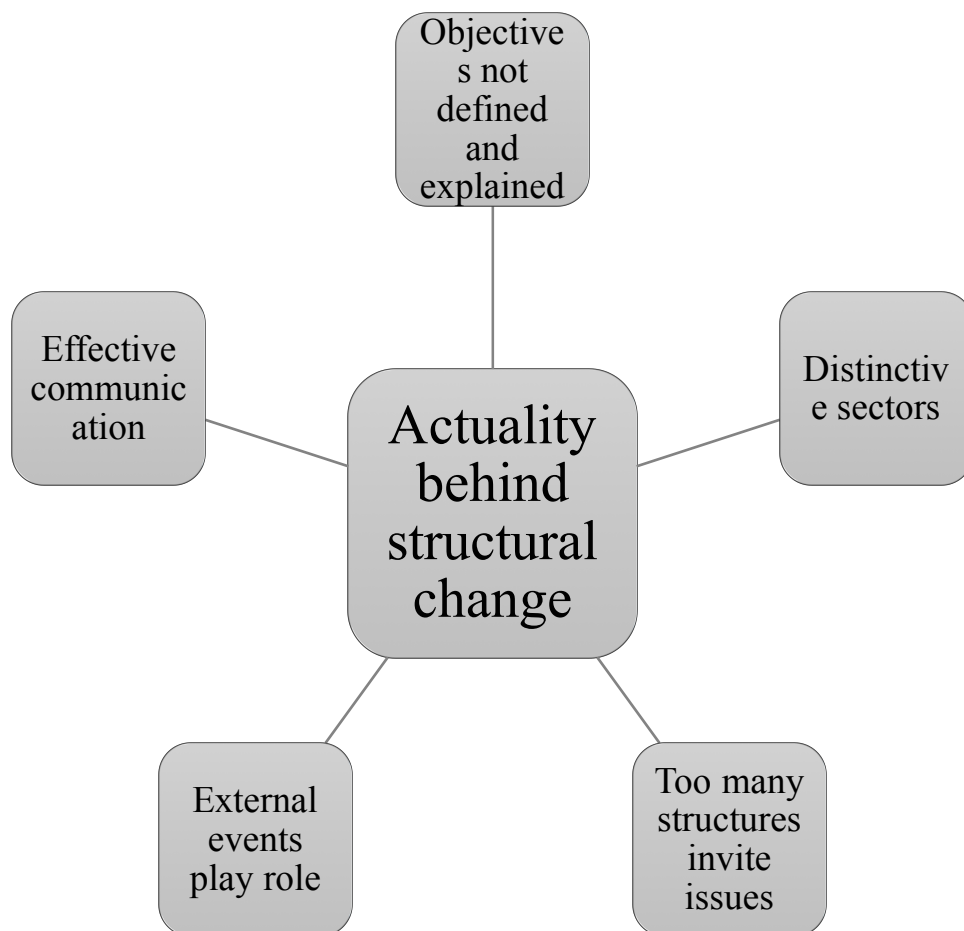 Objective
s not
defined
and
explained
Effective
communic
ation
Distinctiv
e sectors
Actuality
behind
structural
change
External
events
play role
Too many
structures
invite
issues